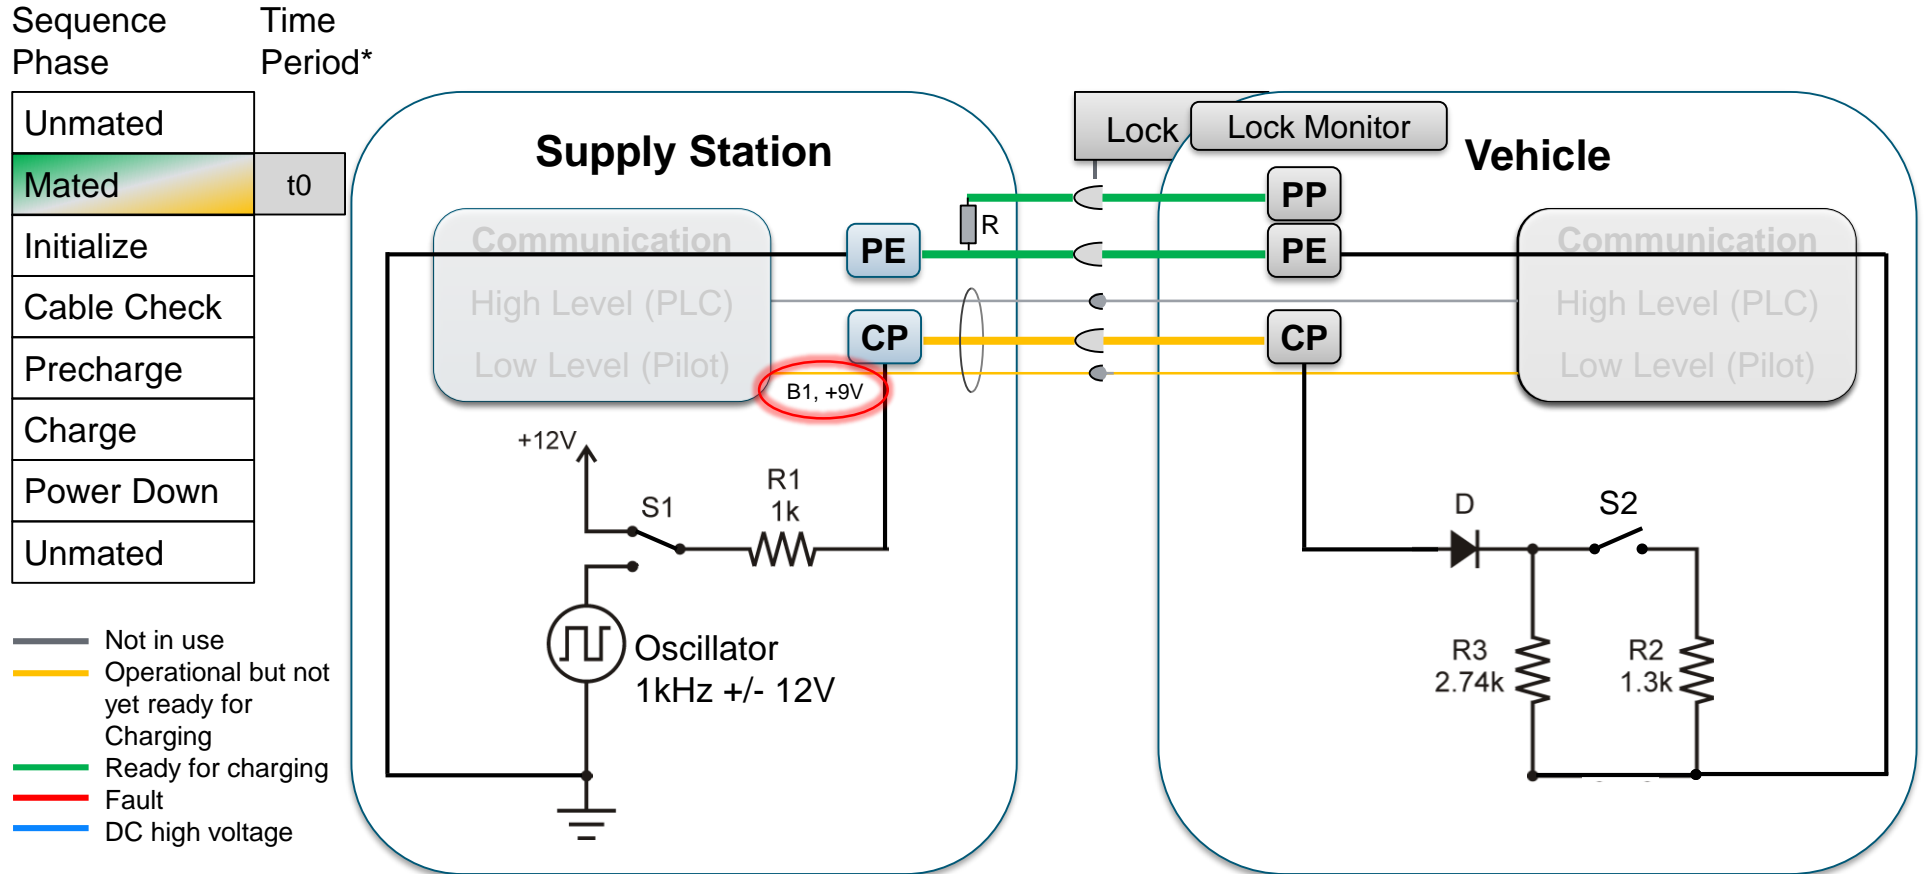 Sequence Phase
Time Period*
Unmated
Mated
t0
Initialize
Cable Check
Precharge
Charge
Power Down
Unmated
Not in use
Operational but not
yet ready for
Charging
Ready for charging
Fault
DC high voltage
Supply Station
Communication
High Level (PLC)
Low Level (Pilot)
PE
CP
B1, +9V
R
+12V
S1
R1
1k
Oscillator
1kHz +/- 12V
Lock
Lock Monitor
Vehicle
PP
PE
CP
Communication
High Level (PLC)
Low Level (Pilot)
D
S2
R3
2.74k
R2
1.3k